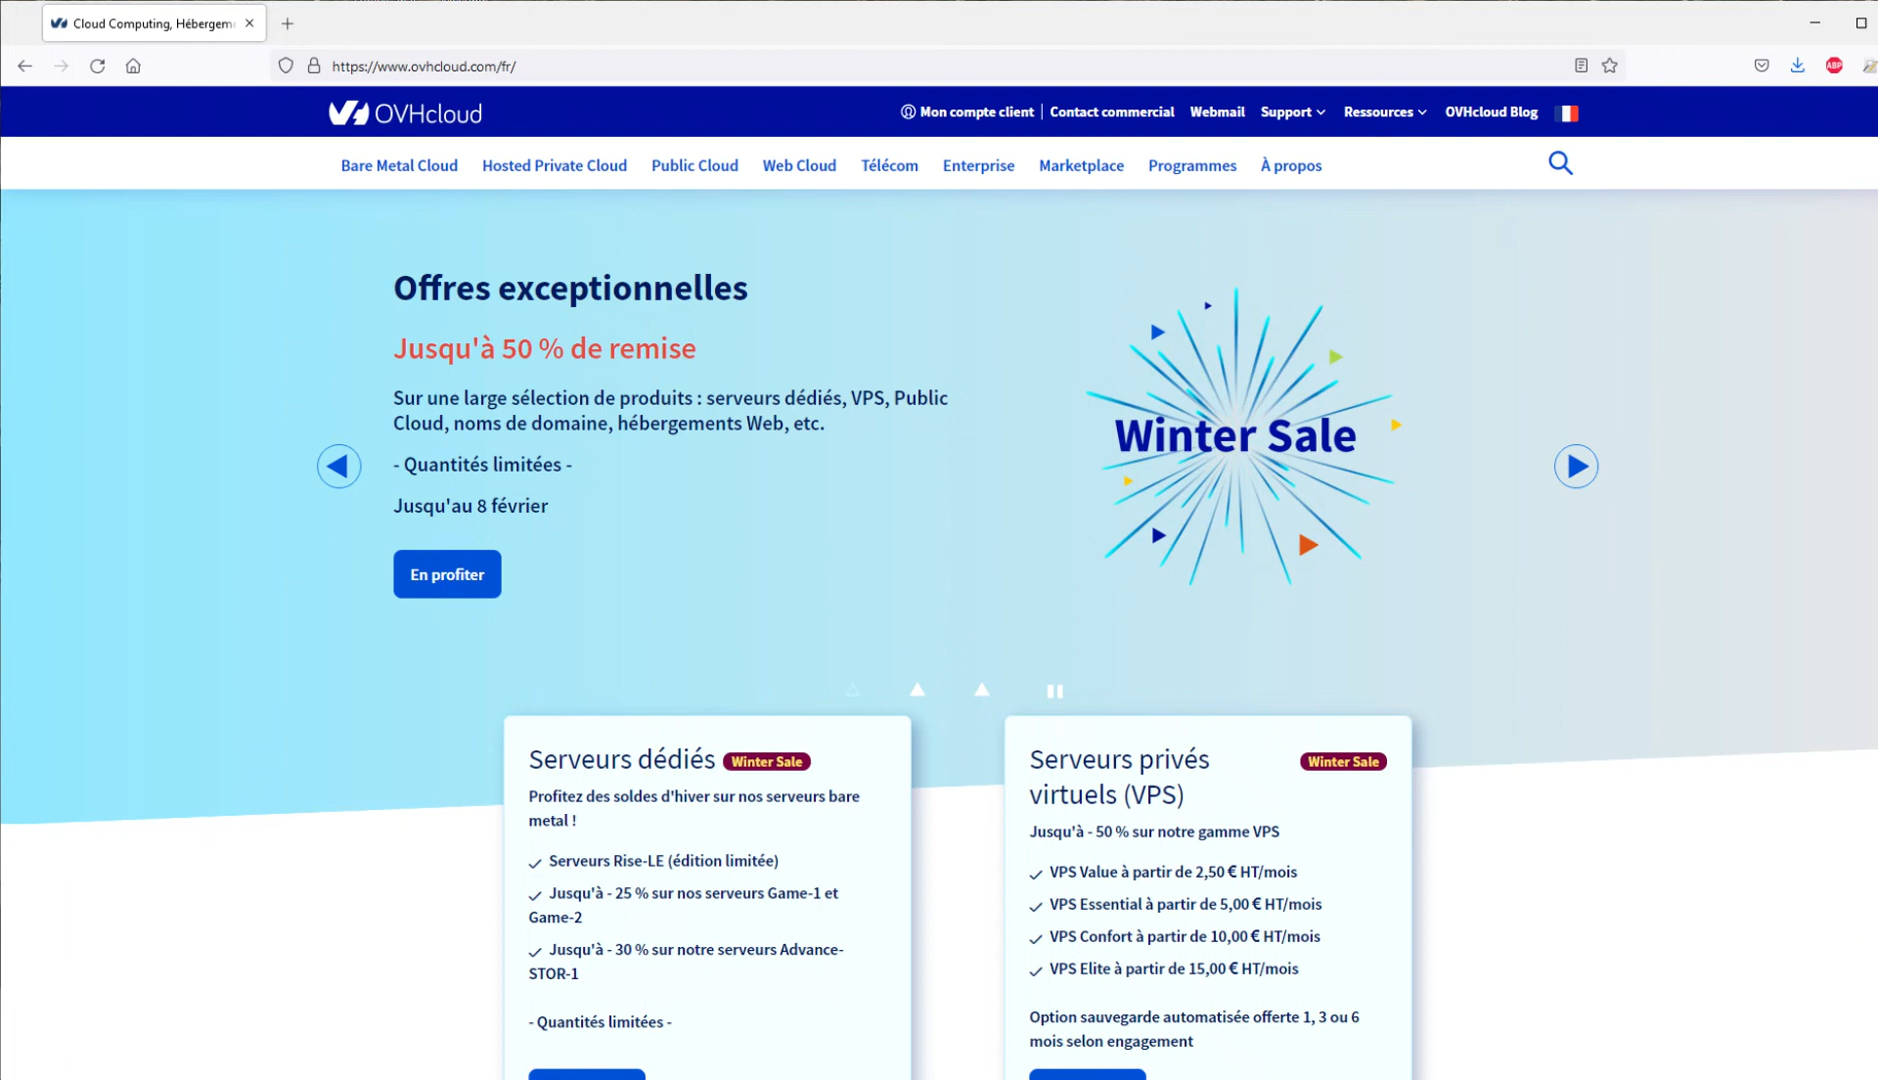 Cloud Computing, Hébergem
https://www.ovhcloud.com/fr/
ABP
OVHcloud
Mon compte client
Contact commercial
Webmail
Support
Ressources
OVHcloud Blog
Bare Metal Cloud
Hosted Private Cloud
Public Cloud
Web Cloud
Télécom
Enterprise
Marketplace
Programmes
À propos
Offres exceptionnelles
Jusqu'à 50 % de remise
Sur une large sélection de produits : serveurs dédiés, VPS, Public
Cloud, noms de domaine, hébergements Web, etc.
- Quantités limitées -
Jusqu'au 8 février
En profiter
Winter Sale
Serveurs dédiés
Winter Sale
Profitez des soldes d'hiver sur nos serveurs bare
metal !
Serveurs Rise-LE (édition limitée)
Jusqu'à - 25 % sur nos serveurs Game-1 et
Game-2
Jusqu'à - 30 % sur notre serveurs Advance-
STOR-1
- Quantités limitées -
Serveurs privés
virtuels (VPS)
Winter Sale
Jusqu'à - 50 % sur notre gamme VPS
VPS Value à partir de 2,50 € HT/mois
VPS Essential à partir de 5,00 € HT/mois
VPS Confort à partir de 10,00 € HT/mois
VPS Elite à partir de 15,00 € HT/mois
Option sauvegarde automatisée offerte 1, 3 ou 6
mois selon engagement